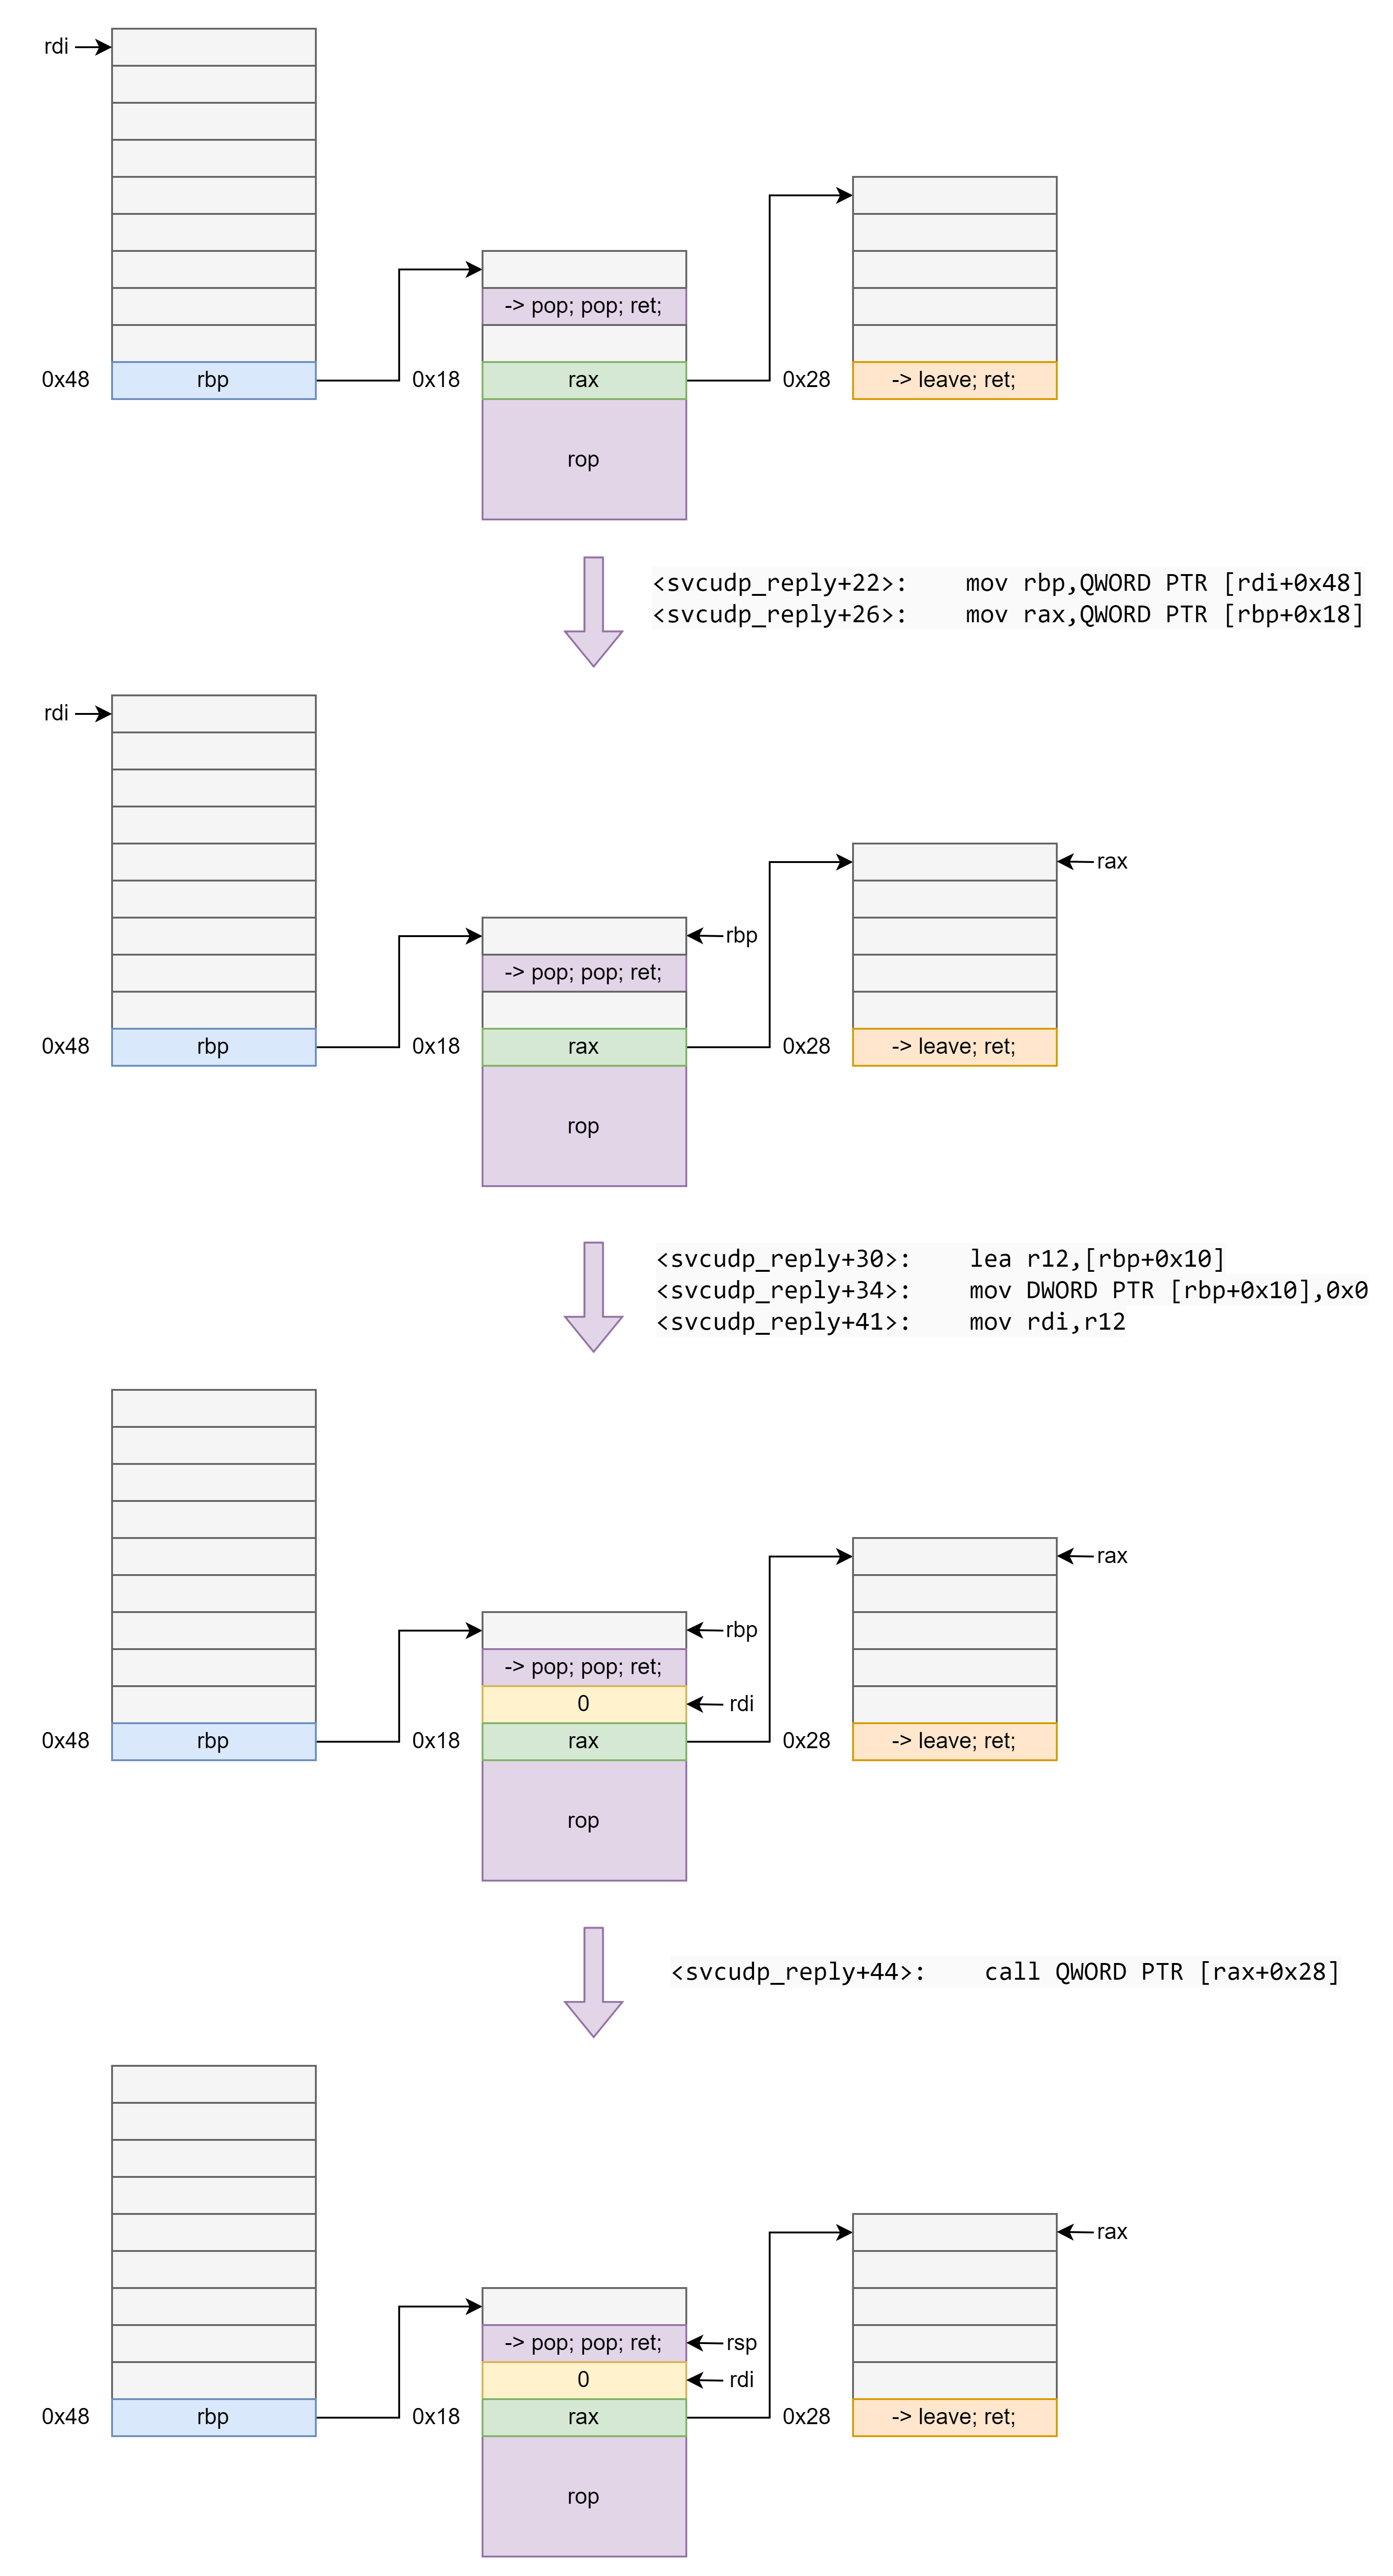 rdi
-> pop; pop; ret;
0x48
rbp
0x18
rax
0x28
-> leave; ret;
rop
<svcudp_reply+22>:    mov rbp,QWORD PTR [rdi+0x48]
<svcudp_reply+26>:    mov rax,QWORD PTR [rbp+0x18]
rdi
rax
rbp
-> pop; pop; ret;
0x48
rbp
0x18
rax
0x28
-> leave; ret;
rop
<svcudp_reply+30>:    lea r12,[rbp+0x10]
<svcudp_reply+34>:    mov DWORD PTR [rbp+0x10],0x0
<svcudp_reply+41>:    mov rdi,r12
rax
rbp
-> pop; pop; ret;
0
rdi
0x48
rbp
0x18
rax
0x28
-> leave; ret;
rop
<svcudp_reply+44>:    call QWORD PTR [rax+0x28]
rax
-> pop; pop; ret;
rsp
0
rdi
0x48
rbp
0x18
rax
0x28
-> leave; ret;
rop